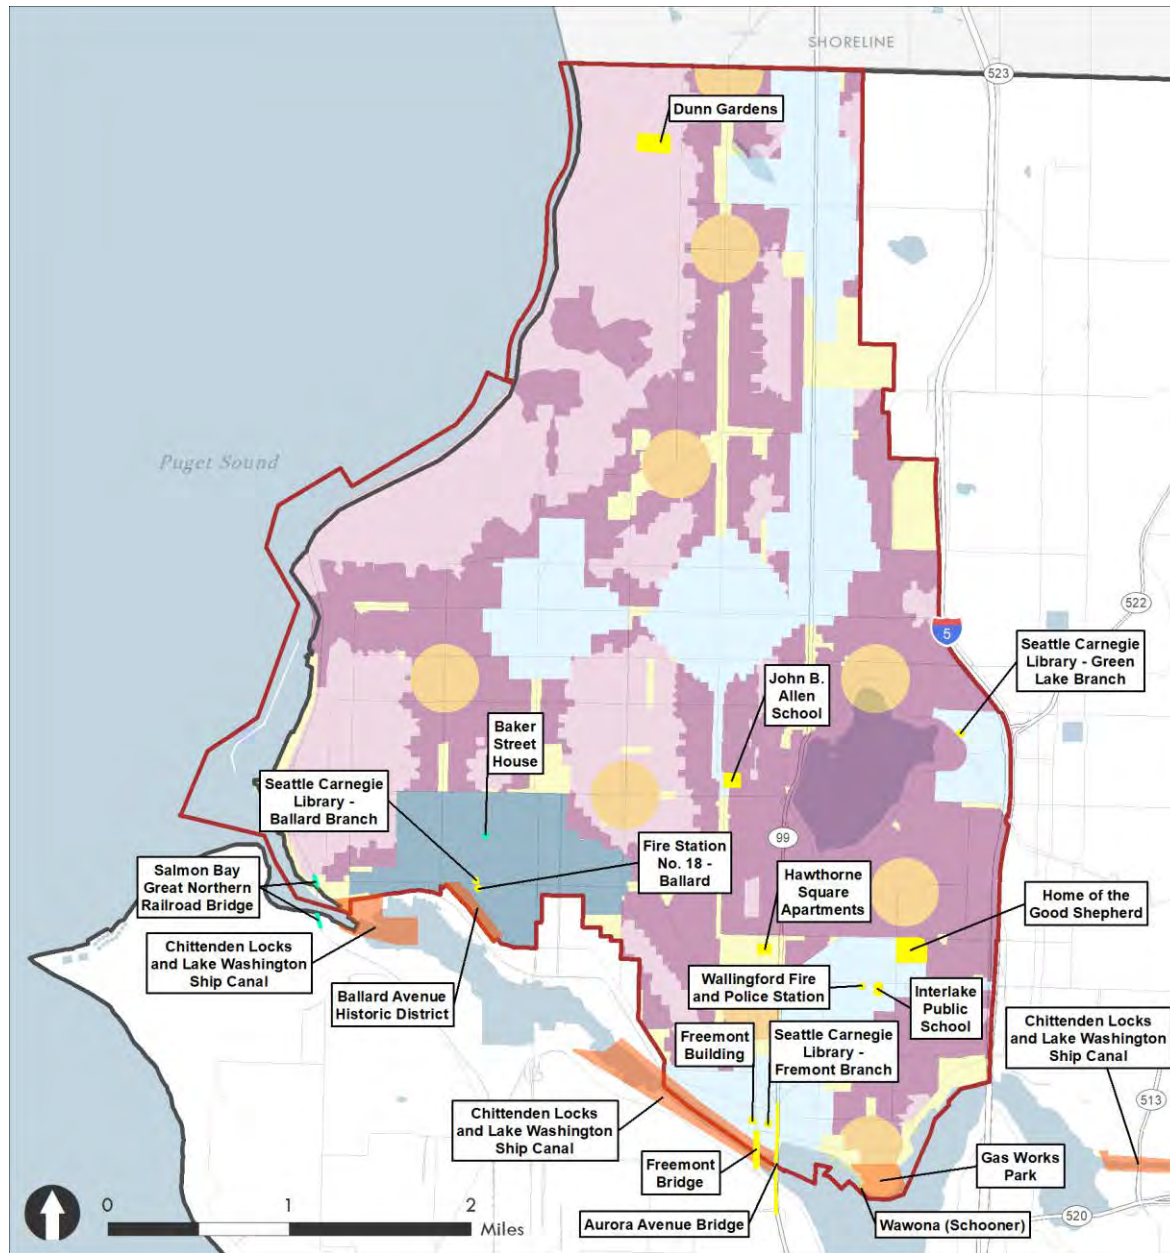 SHORELINE
523
Dunn Gardens
Puget Sound
522
5
Seattle Carnegie
Library - Green
Lake Branch
John B.
Allen
School
Baker
Street
House
Seattle Carnegie
Library -
Ballard Branch
99
Fire Station
No. 18 -
Ballard
Hawthorne
Square
Apartments
Salmon Bay
Great Northern
Railroad Bridge
Home of the
Good Shepherd
Chittenden Locks
and Lake Washington
Ship Canal
Ballard Avenue
Historic District
Wallingford Fire
and Police Station
Interlake
Public
School
Chittenden Locks
and Lake Washington
Ship Canal
Freemont
Building
Seattle Carnegie
Library -
Fremont Branch
513
Chittenden Locks
and Lake Washington
Ship Canal
Freemont
Bridge
Gas Works
Park
0
1
2
Miles
Aurora Avenue Bridge
Wawona (Schooner)
520